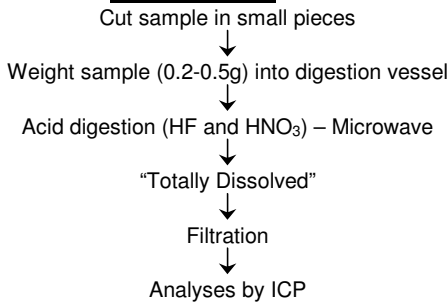 Cut sample in small pieces
Weight sample (0.2-0.5g) into digestion vessel
Acid digestion (HF and HNO₃) – Microwave
“Totally Dissolved”
Filtration
Analyses by ICP